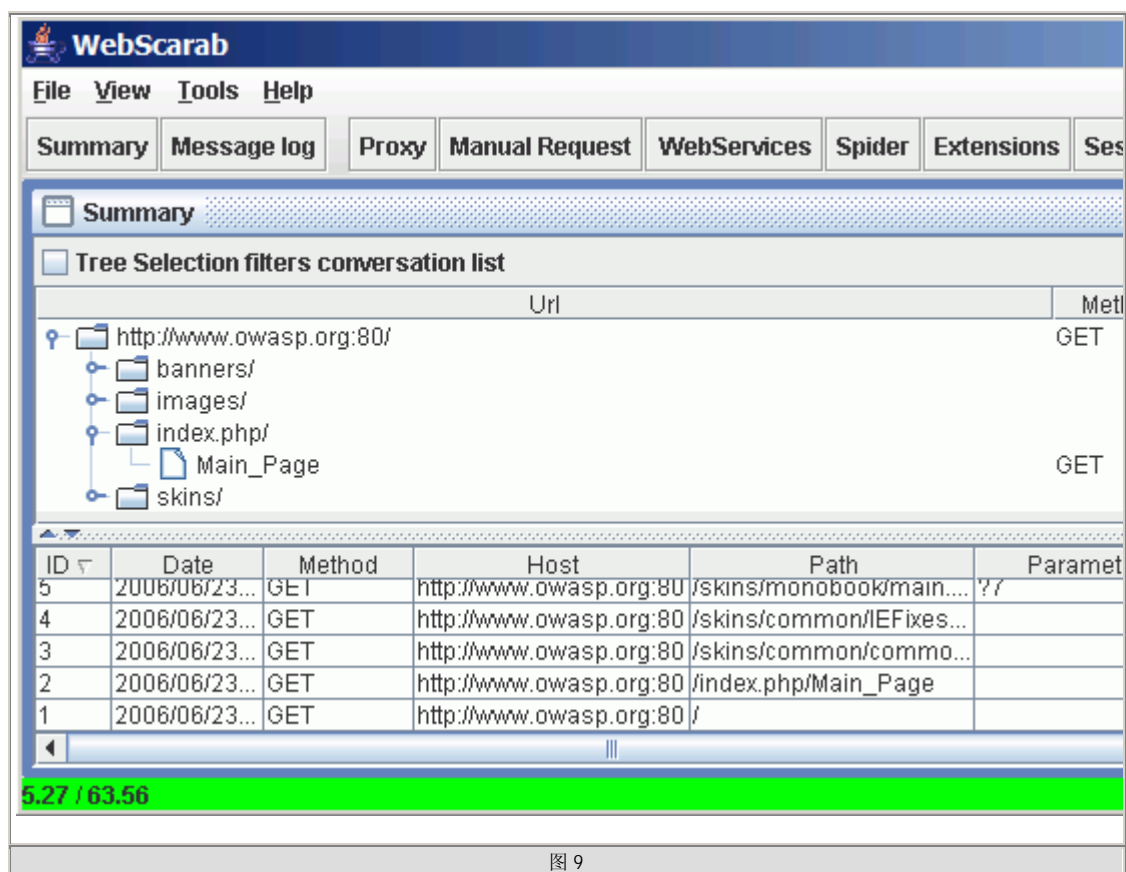 WebScarab
File View Tools Help
Summary Message log Proxy Manual Request WebServices Spider Extensions Ses
Summary
Tree Selection filters conversation list
Url Meth
http://www.owasp.org:80/ GET
banners/
images/
index.php/
Main_Page GET
skins/
ID Date Method Host Path Paramet
5 2006/06/23... GET http://www.owasp.org:80 /skins/monobook/main.... ?7
4 2006/06/23... GET http://www.owasp.org:80 /skins/common/IEFixes...
3 2006/06/23... GET http://www.owasp.org:80 /skins/common/commo...
2 2006/06/23... GET http://www.owasp.org:80 /index.php/Main_Page
1 2006/06/23... GET http://www.owasp.org:80 /
5.27 / 63.56
图 9